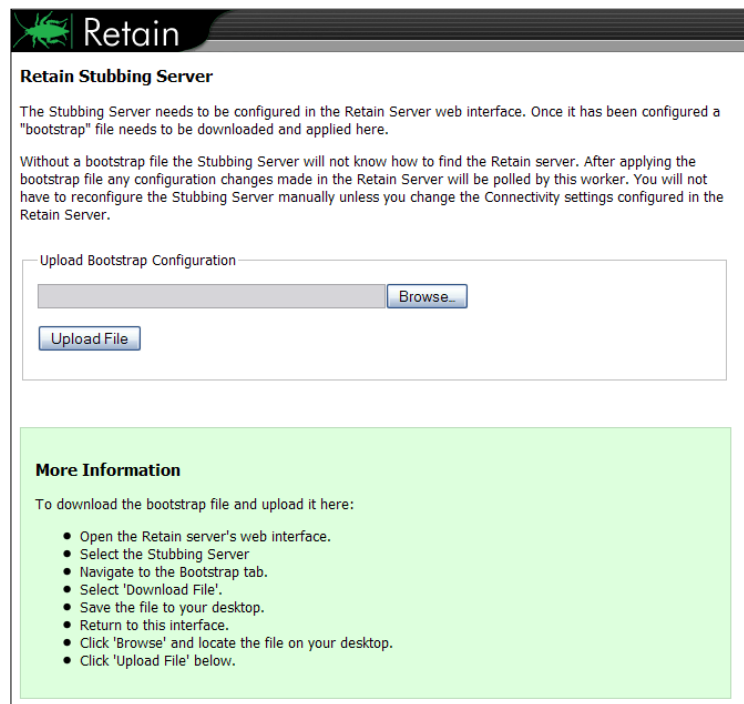 Retain
Retain Stubbing Server
The Stubbing Server needs to be configured in the Retain Server web interface. Once it has been configured a
"bootstrap" file needs to be downloaded and applied here.
Without a bootstrap file the Stubbing Server will not know how to find the Retain server. After applying the
bootstrap file any configuration changes made in the Retain Server will be polled by this worker. You will not
have to reconfigure the Stubbing Server manually unless you change the Connectivity settings configured in the
Retain Server.
Upload Bootstrap Configuration
Browse...
Upload File
More Information
To download the bootstrap file and upload it here:
● Open the Retain server's web interface.
● Select the Stubbing Server
● Navigate to the Bootstrap tab.
● Select 'Download File'.
● Save the file to your desktop.
● Return to this interface.
● Click 'Browse' and locate the file on your desktop.
● Click 'Upload File' below.